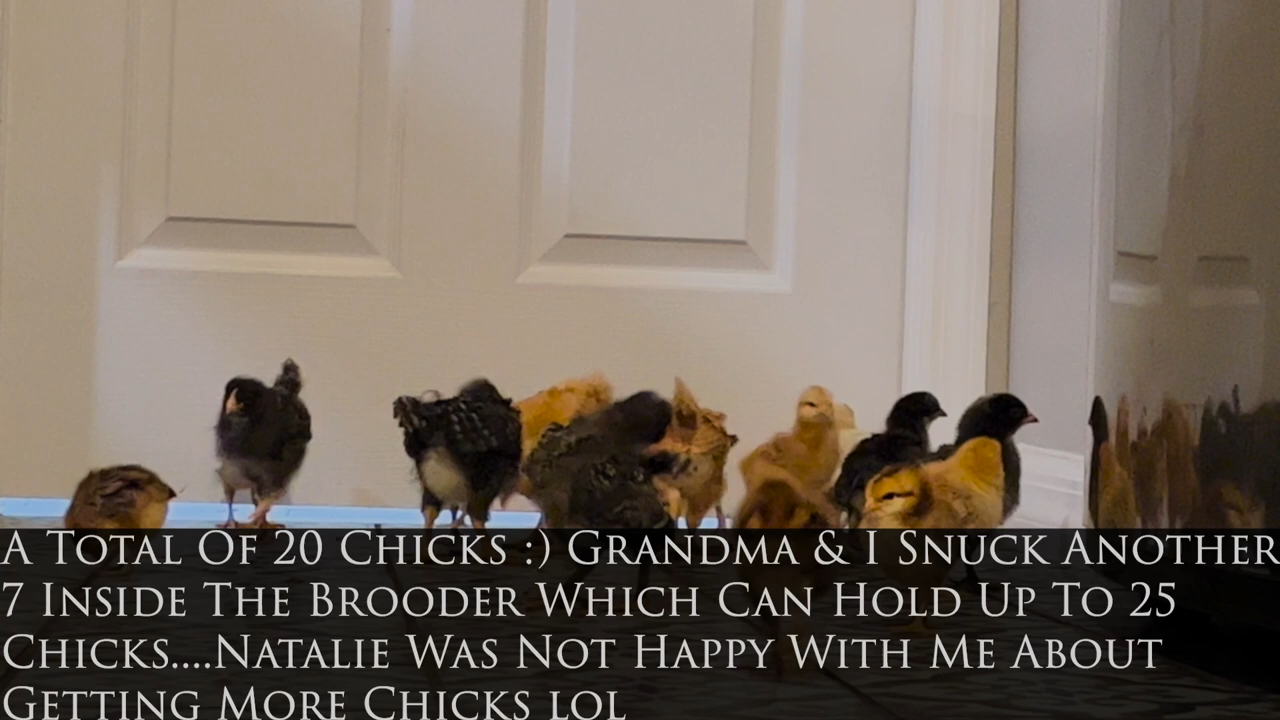 A Total Of 20 Chicks :) Grandma & I Snuck Another
7 Inside The Brooder Which Can Hold Up To 25
Chicks....Natalie Was Not Happy With Me About
Getting More Chicks lol